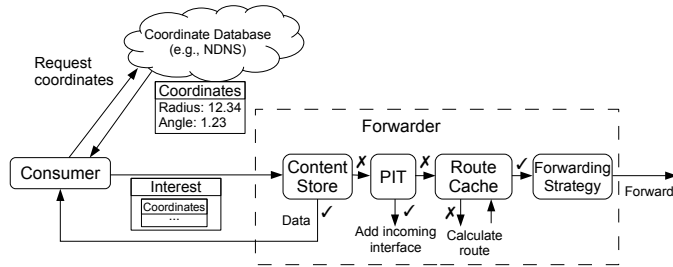 Coordinate Database
(e.g., NDNS)
Request
coordinates
Coordinates
Radius: 12.34
Angle: 1.23
Forwarder
Consumer
Content
Store
✗
PIT
✗
Route
Cache
✓
Forwarding
Strategy
Forward
Interest
Coordinates
...
Data
✓
✓
✗
Add incoming
interface
Calculate
route